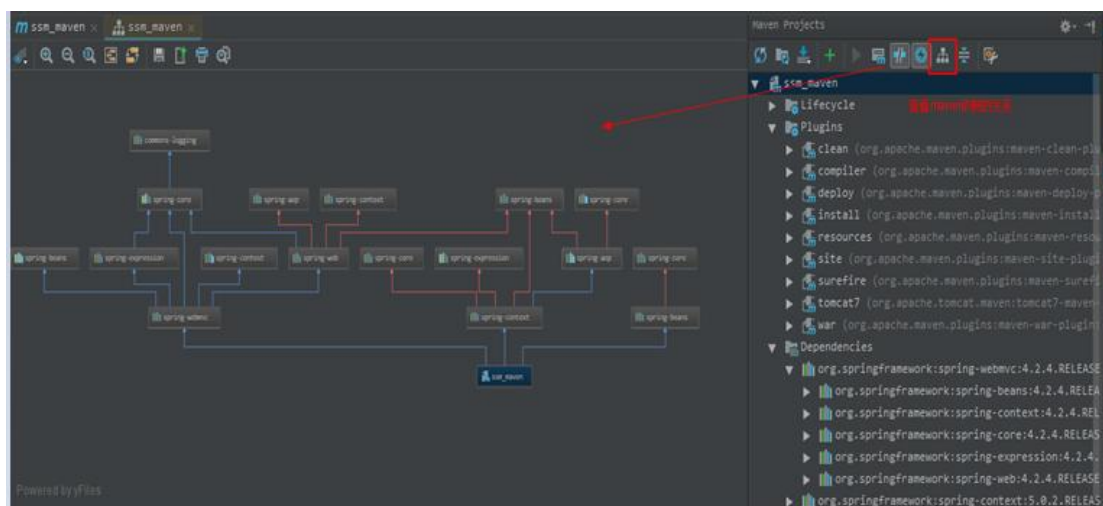 ssm_maven
ssm_maven
Maven Projects
ssm_maven
Lifecycle
Plugins
clean (org.apache.maven.plugins:maven-clean-plu
compiler (org.apache.maven.plugins:maven-compil
deploy (org.apache.maven.plugins:maven-deploy-p
install (org.apache.maven.plugins:maven-install
resources (org.apache.maven.plugins:maven-resou
site (org.apache.maven.plugins:maven-site-plugi
surefire (org.apache.maven.plugins:maven-surefi
tomcat7 (org.apache.tomcat.maven:tomcat7-maven-
war (org.apache.maven.plugins:maven-war-plugin:
Dependencies
org.springframework:spring-webmvc:4.2.4.RELEASE
org.springframework:spring-beans:4.2.4.RELEA
org.springframework:spring-context:4.2.4.REL
org.springframework:spring-core:4.2.4.RELEAS
org.springframework:spring-expression:4.2.4.
org.springframework:spring-web:4.2.4.RELEASE
org.springframework:spring-context:5.0.2.RELEAS
commons-logging
spring-core
spring-aop
spring-context
spring-beans
spring-core
spring-beans
spring-expression
spring-context
spring-web
spring-core
spring-expression
spring-aop
spring-core
spring-webmvc
spring-context
spring-beans
ssm_maven
Powered by yFiles